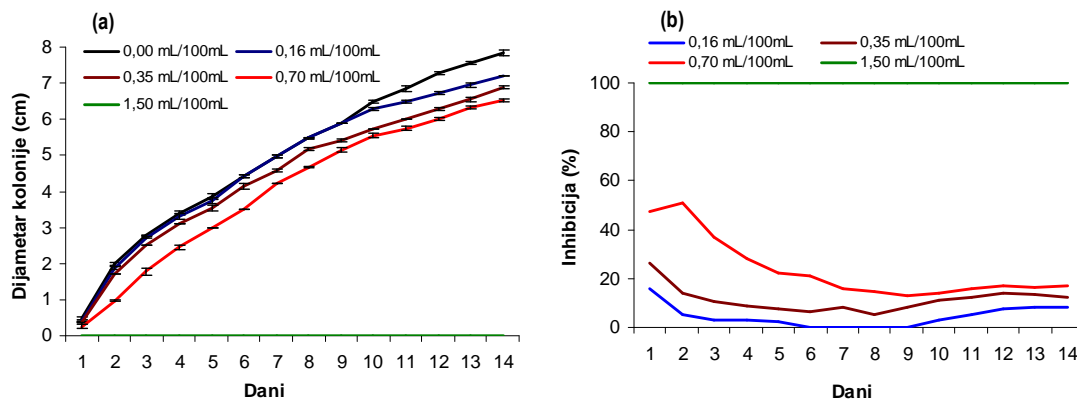 (a)
0,00 mL/100mL 0,16 mL/100mL
0,35 mL/100mL 0,70 mL/100mL
1,50 mL/100mL
Dijametar kolonije (cm)
8
7
6
5
4
3
2
1
0
1 2 3 4 5 6 7 8 9 10 11 12 13 14
Dani
(b)
0,16 mL/100mL 0,35 mL/100mL
0,70 mL/100mL 1,50 mL/100mL
Inhibicija (%)
100
80
60
40
20
0
1 2 3 4 5 6 7 8 9 10 11 12 13 14
Dani